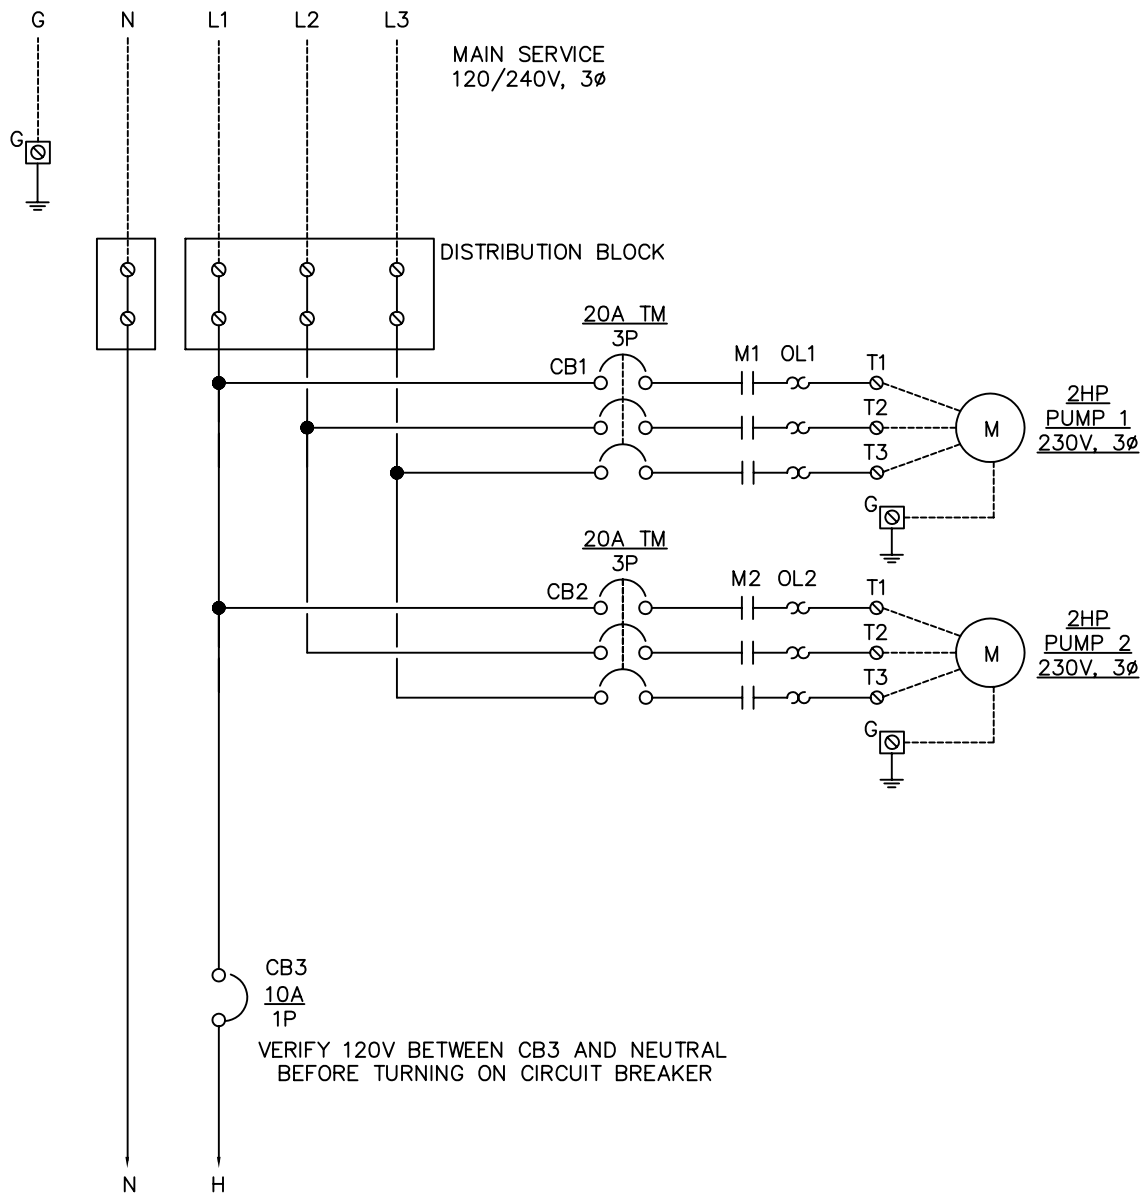 G N L1 L2 L3
MAIN SERVICE
120/240V, 3ø
G
DISTRIBUTION BLOCK
20A TM
3P
CB1
M1 OL1
T1
T2
T3
M
2HP
PUMP 1
230V, 3ø
G
20A TM
3P
CB2
M2 OL2
T1
T2
T3
M
2HP
PUMP 2
230V, 3ø
G
CB3
10A
1P
VERIFY 120V BETWEEN CB3 AND NEUTRAL
BEFORE TURNING ON CIRCUIT BREAKER
N H